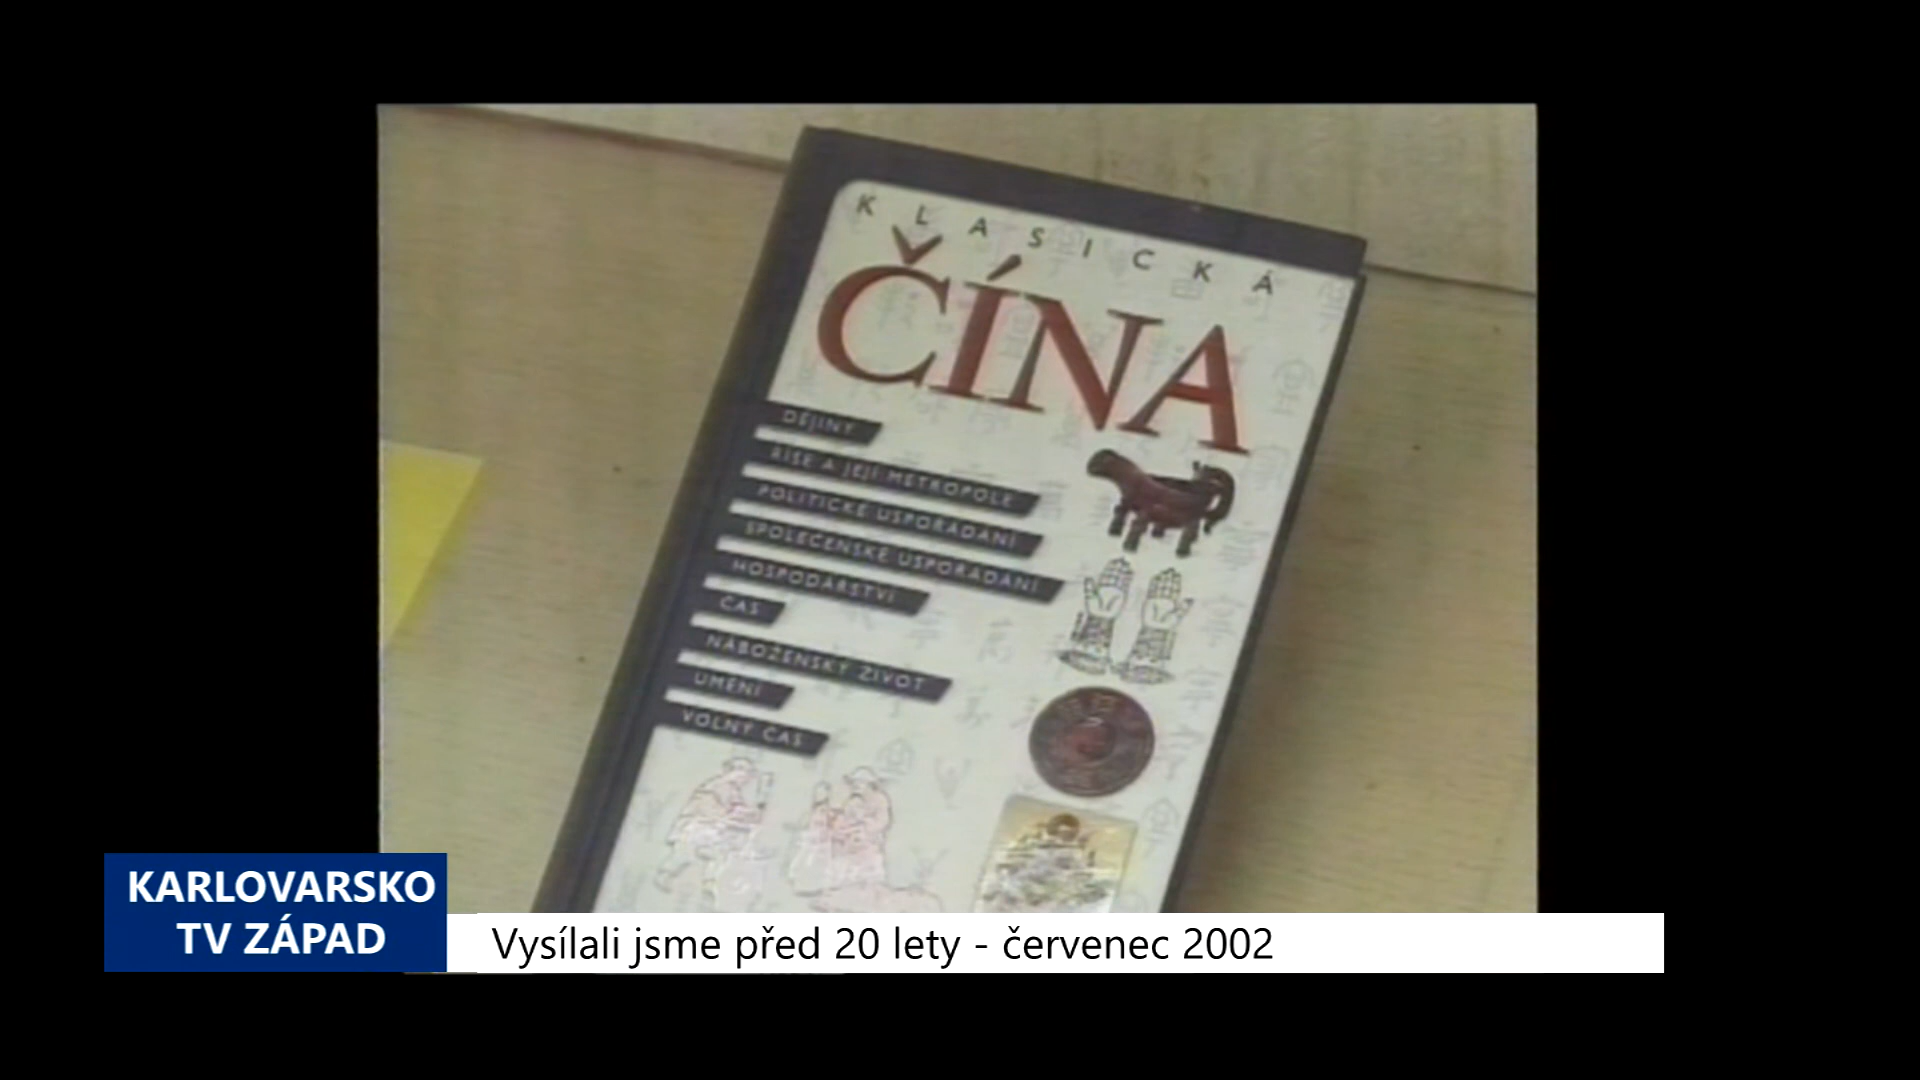 KLASICKÁ
ČÍNA
DĚJINY
ŘÍŠE A JEJÍ METROPOLE
POLITICKÉ USPOŘÁDÁNÍ
SPOLEČENSKÉ USPOŘÁDÁNÍ
HOSPODÁŘSTVÍ
ČAS
NÁBOŽENSKÝ ŽIVOT
UMĚNÍ
VOLNÝ ČAS
KARLOVARSKO
TV ZÁPAD
Vysílali jsme před 20 lety - červenec 2002